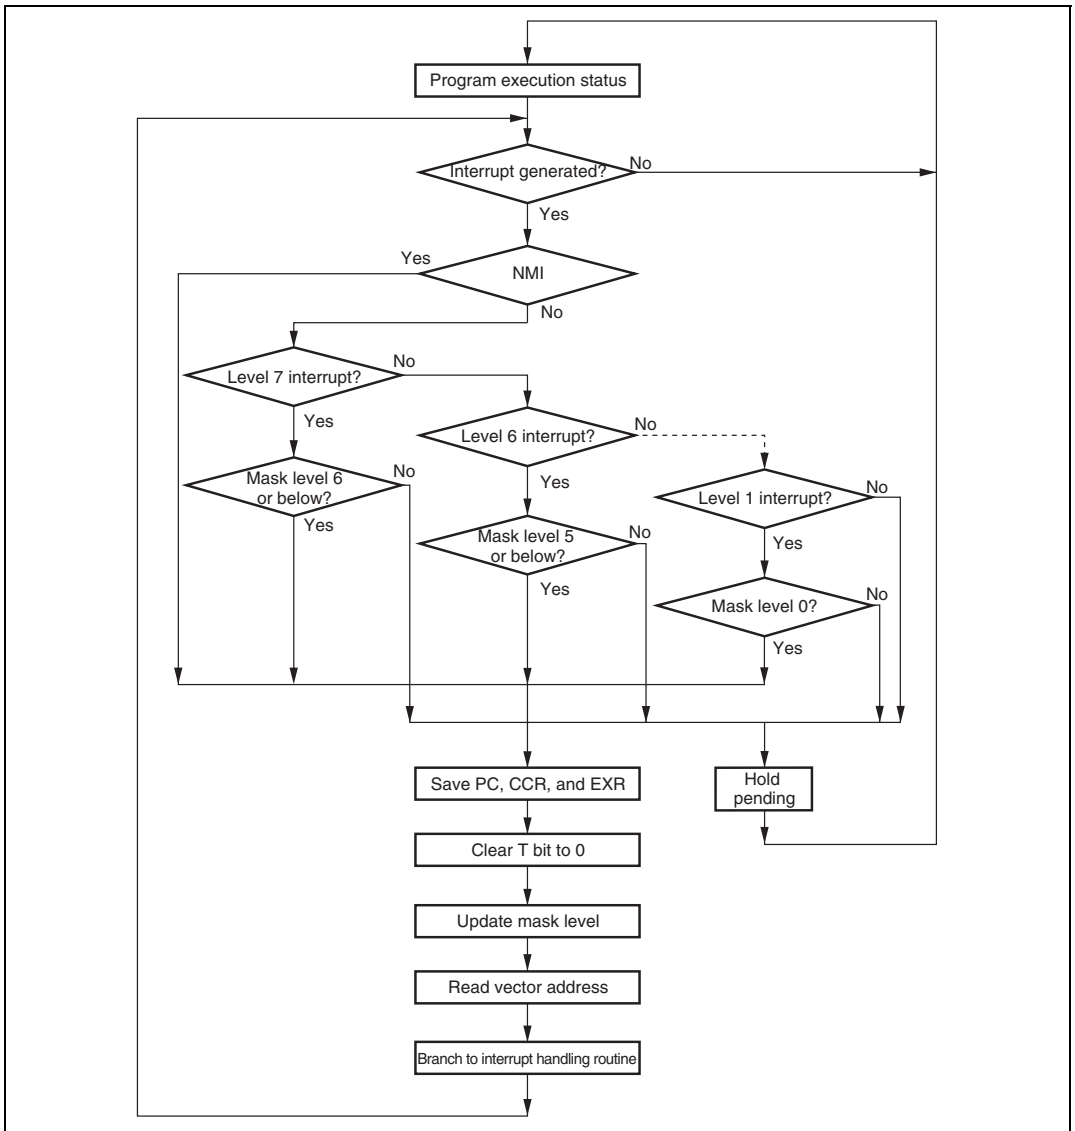 Program execution status
Interrupt generated?
No
Yes
Yes
NMI
No
Level 7 interrupt?
No
Yes
Level 6 interrupt?
No
Mask level 6
or below?
No
Yes
Yes
Level 1 interrupt?
No
Mask level 5
or below?
No
Yes
Yes
Mask level 0?
No
Yes
Save PC, CCR, and EXR
Hold
pending
Clear T bit to 0
Update mask level
Read vector address
Branch to interrupt handling routine